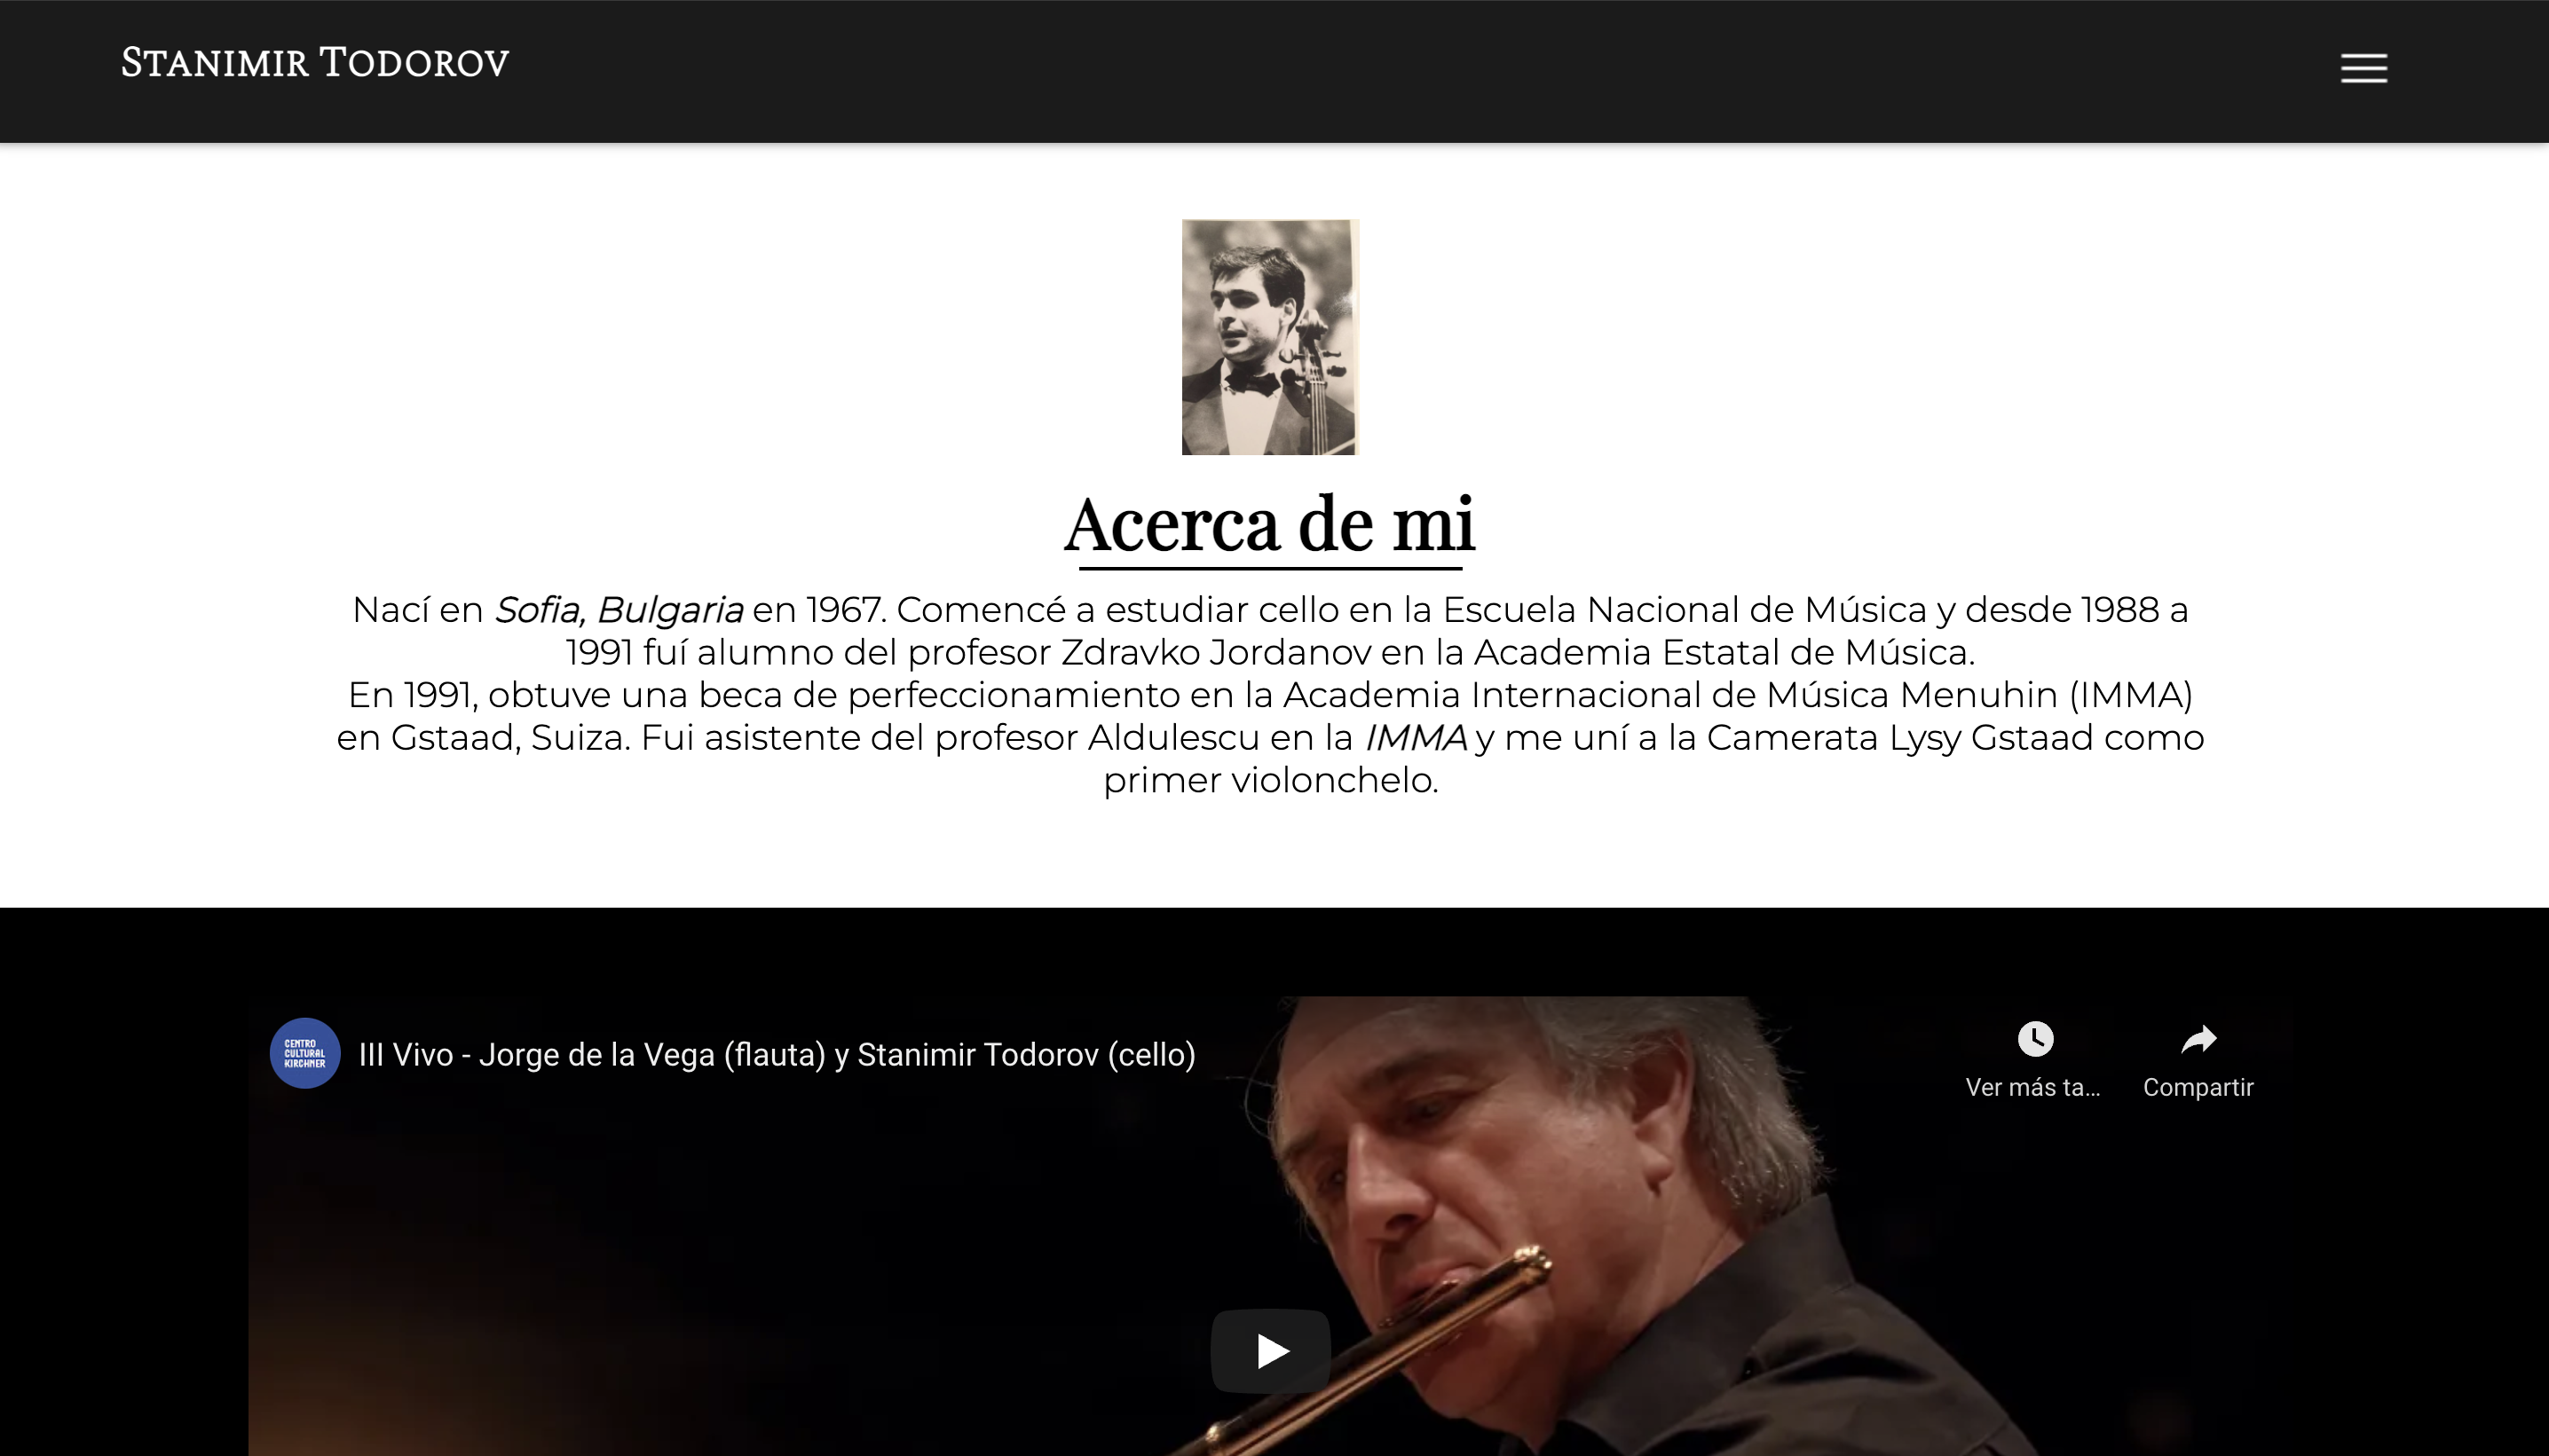 STANIMIR TODOROV
Acerca de mi
Nací en Sofia, Bulgaria en 1967. Comencé a estudiar cello en la Escuela Nacional de Música y desde 1988 a
1991 fuí alumno del profesor Zdravko Jordanov en la Academia Estatal de Música.
En 1991, obtuve una beca de perfeccionamiento en la Academia Internacional de Música Menuhin (IMMA)
en Gstaad, Suiza. Fui asistente del profesor Aldulescu en la IMMA y me uní a la Camerata Lysy Gstaad como
primer violonchelo.
CENTRO
CULTURAL
KIRCHNER
III Vivo - Jorge de la Vega (flauta) y Stanimir Todorov (cello)
Ver más ta...
Compartir